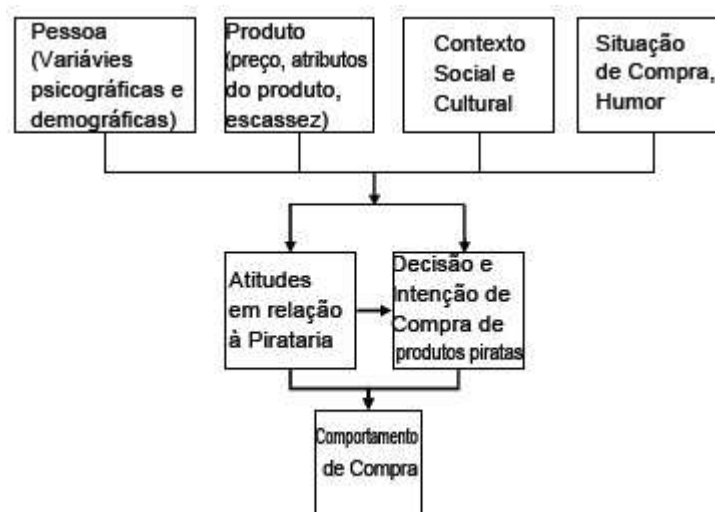 Pessoa
(Variávies
psicográficas e
demográficas)
Produto
(preço, atributos
do produto,
escassez)
Contexto
Social e
Cultural
Situação
de Compra,
Humor
Atitudes
em relação
à Pirataria
Decisão e
Intenção de
Compra de
produtos piratas
Comportamento
de Compra